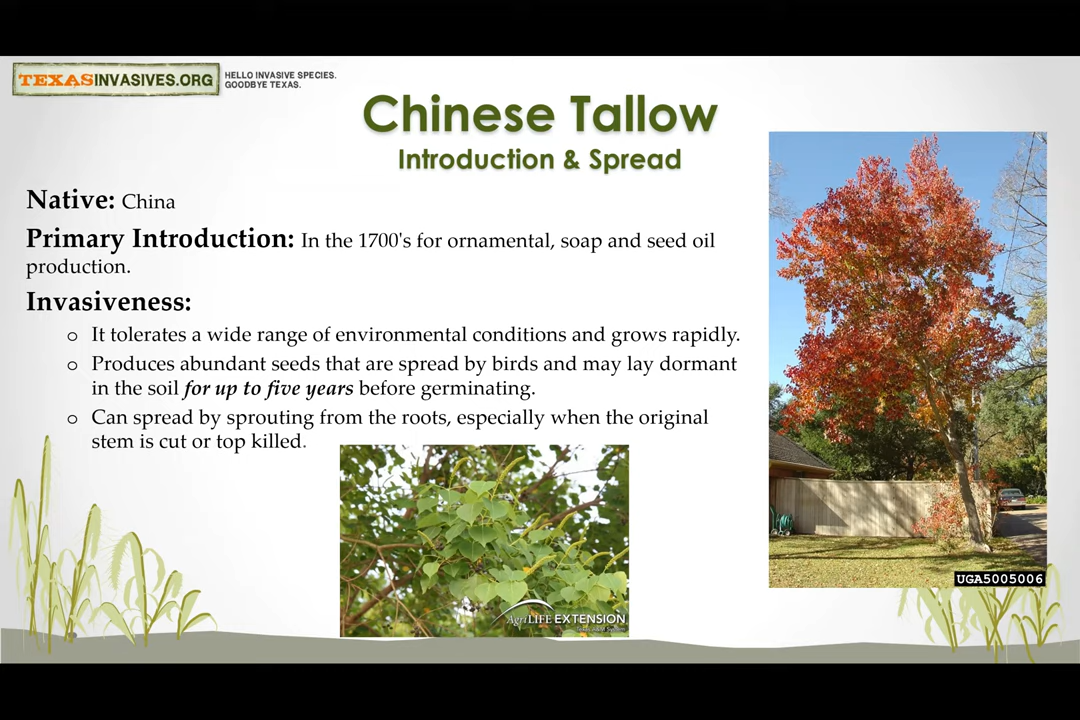 TEXASINVASIVES.ORG
HELLO INVASIVE SPECIES.
GOODBYE TEXAS.
Chinese Tallow
Introduction & Spread
Native: China
Primary Introduction: In the 1700's for ornamental, soap and seed oil
production.
Invasiveness:
o It tolerates a wide range of environmental conditions and grows rapidly.
o Produces abundant seeds that are spread by birds and may lay dormant
in the soil for up to five years before germinating.
o Can spread by sprouting from the roots, especially when the original
stem is cut or top killed.
AgriLIFE EXTENSION
Texas A&M System
UGA5005006